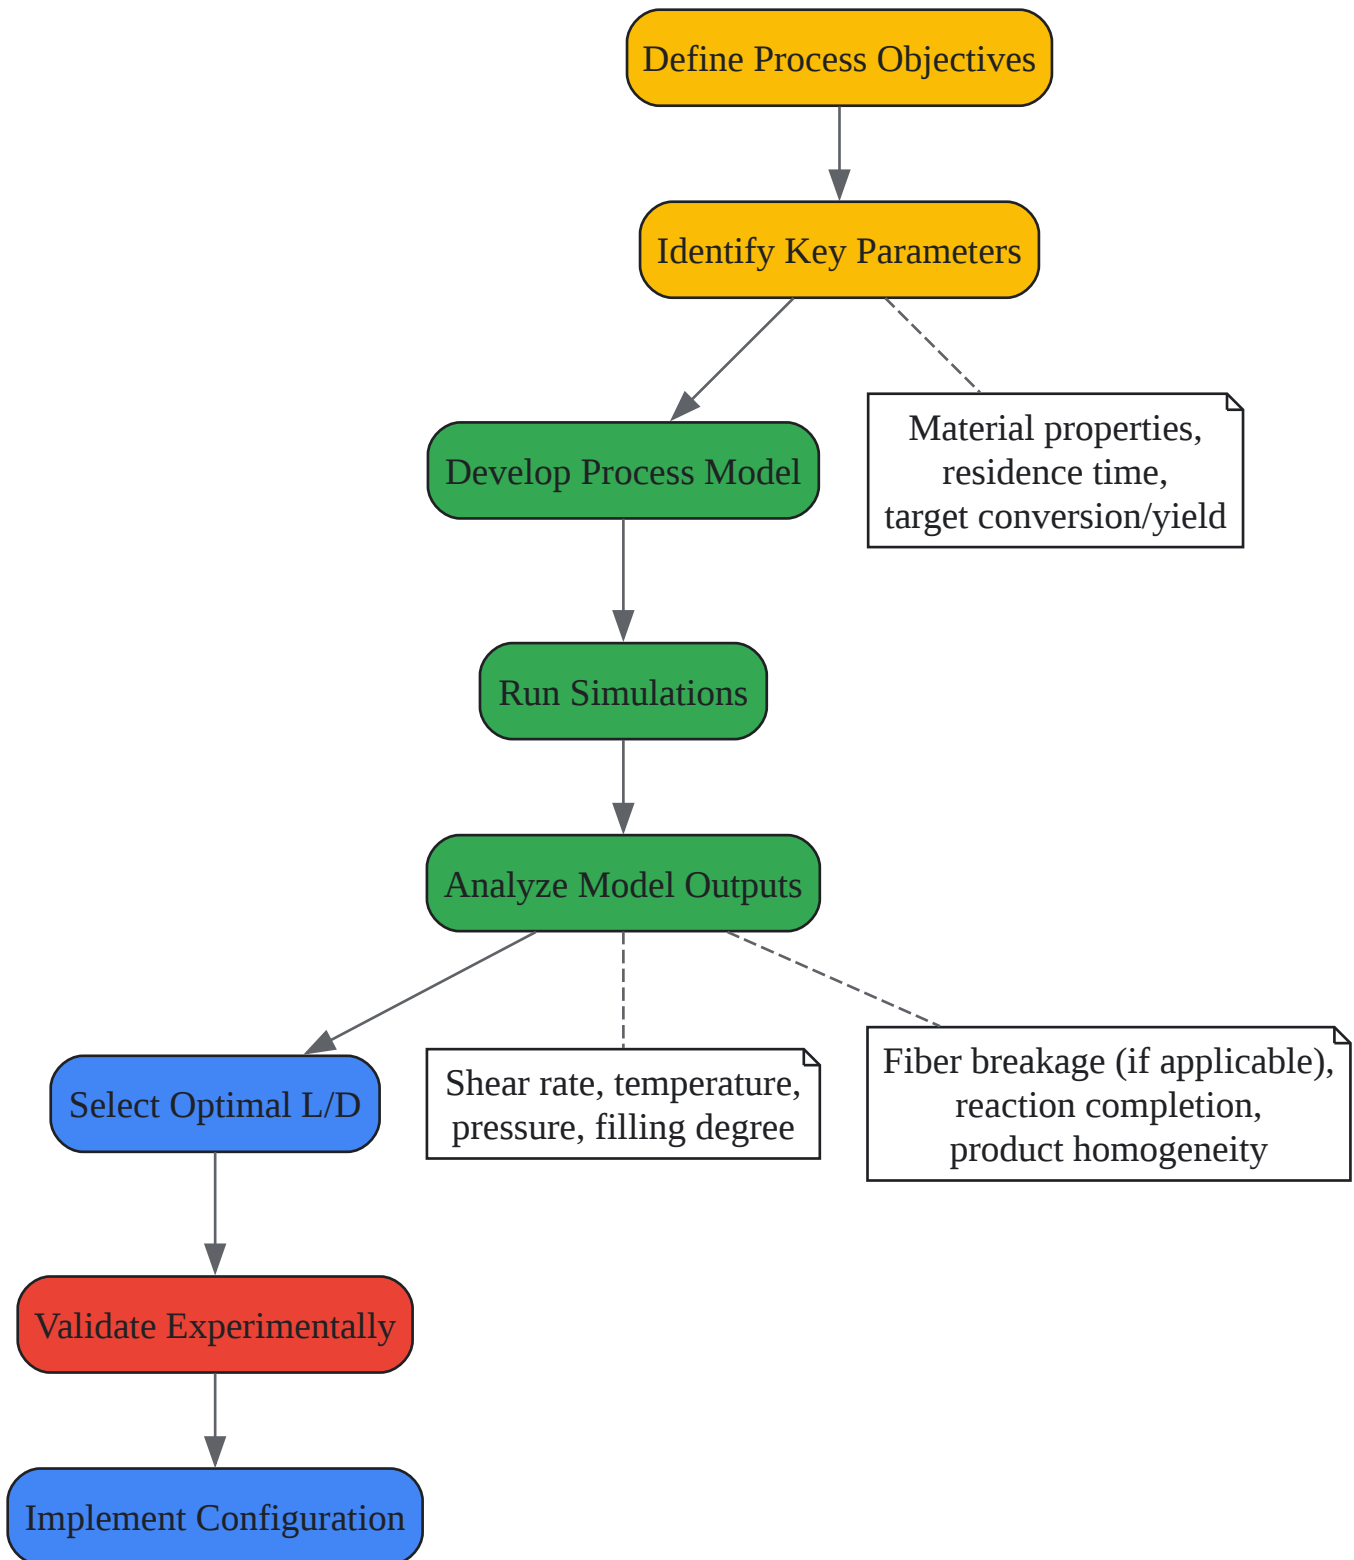 Define Process Objectives
Identify Key Parameters
Material properties,
residence time,
target conversion/yield
Develop Process Model
Run Simulations
Analyze Model Outputs
Select Optimal L/D
Shear rate, temperature,
pressure, filling degree
Fiber breakage (if applicable),
reaction completion,
product homogeneity
Validate Experimentally
Implement Configuration